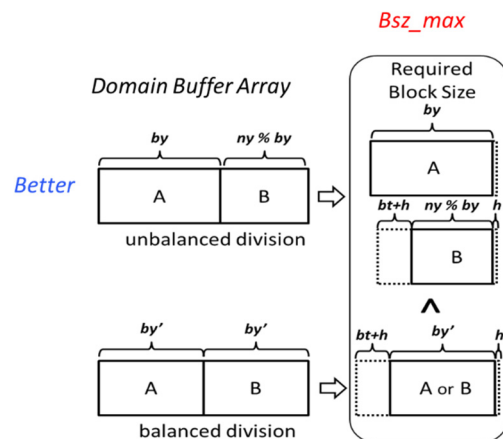 Bsz_max
Required
Block Size
Domain Buffer Array
by
by
ny % by
Better
A
B
A
unbalanced division
bt+h
ny % by
h
B
<
by'
by'
bt+h
by'
h
A
B
A or B
balanced division